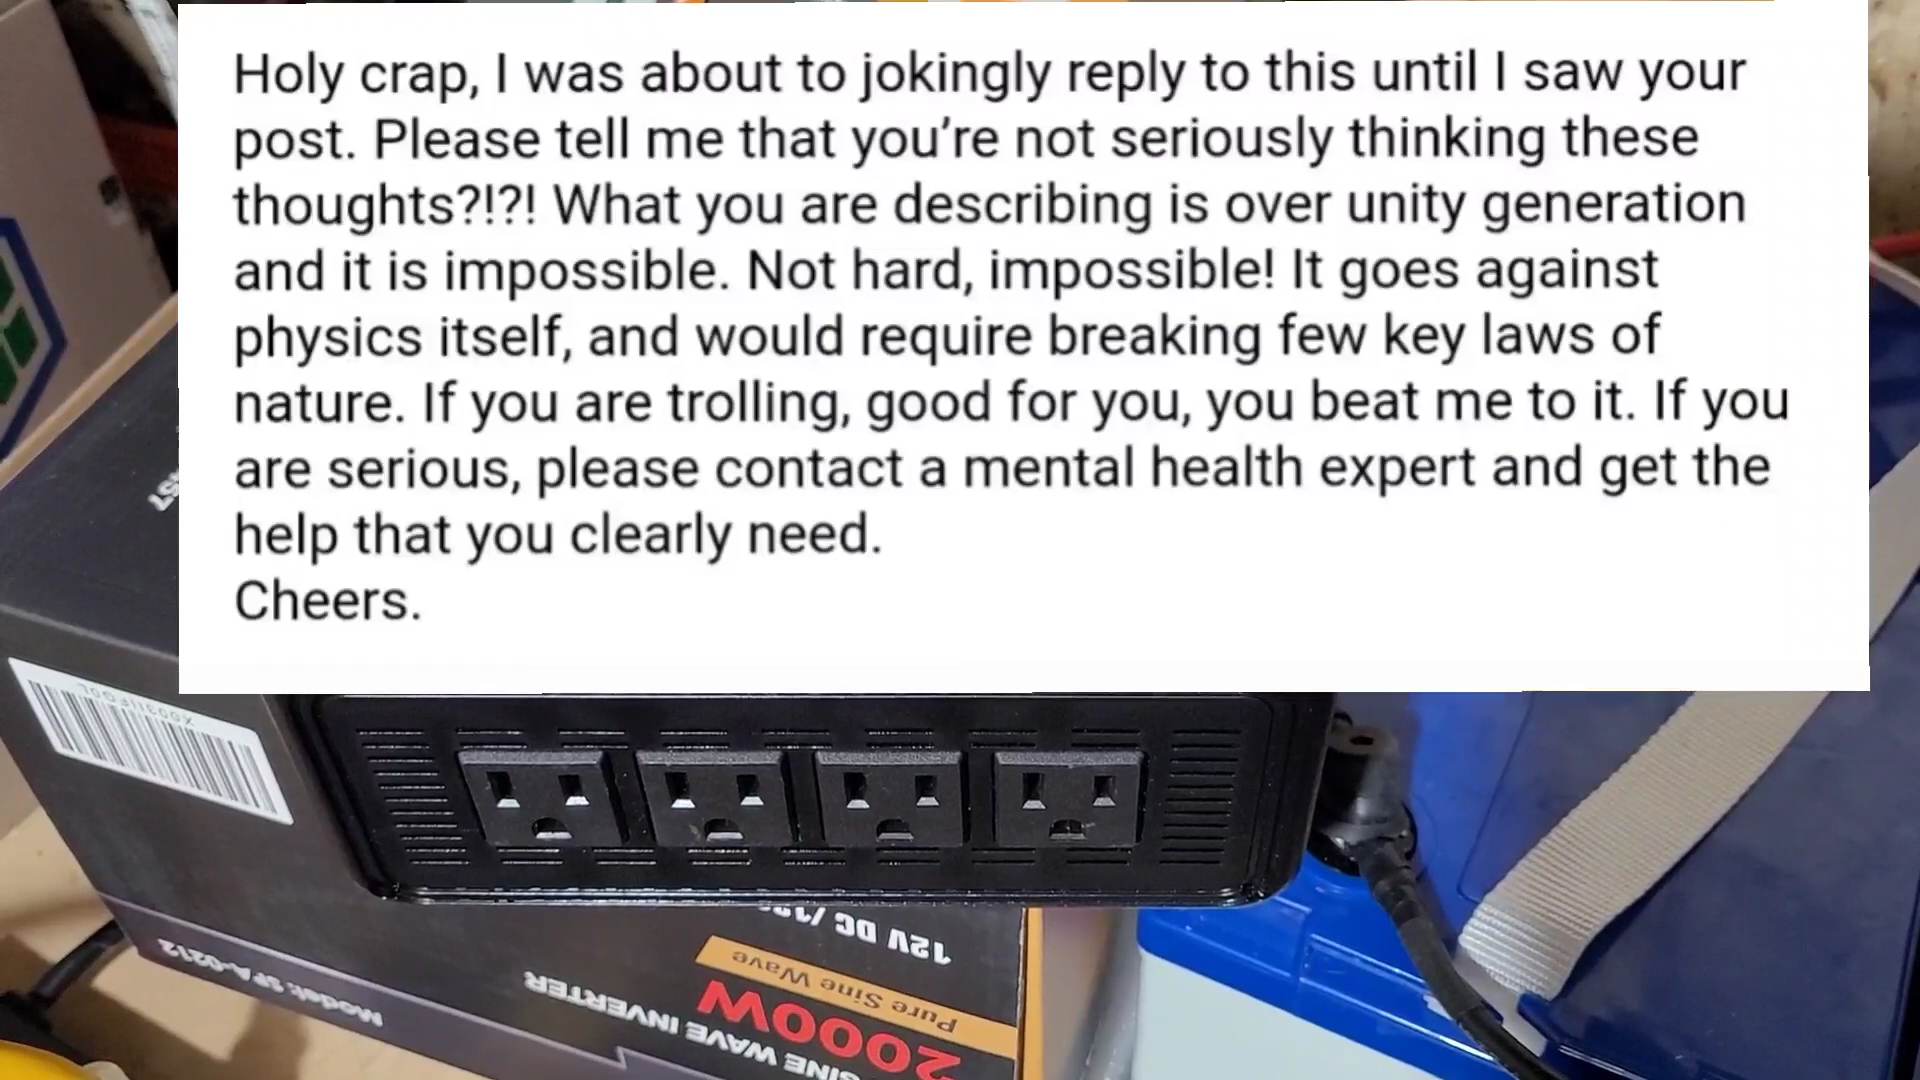 Holy crap, I was about to jokingly reply to this until I saw your
post. Please tell me that you’re not seriously thinking these
thoughts?!?! What you are describing is over unity generation
and it is impossible. Not hard, impossible! It goes against
physics itself, and would require breaking few key laws of
nature. If you are trolling, good for you, you beat me to it. If you
are serious, please contact a mental health expert and get the
help that you clearly need.
Cheers.
12V DC
Pure Sine Wave
2000W
SINE WAVE INVERTER
Model: